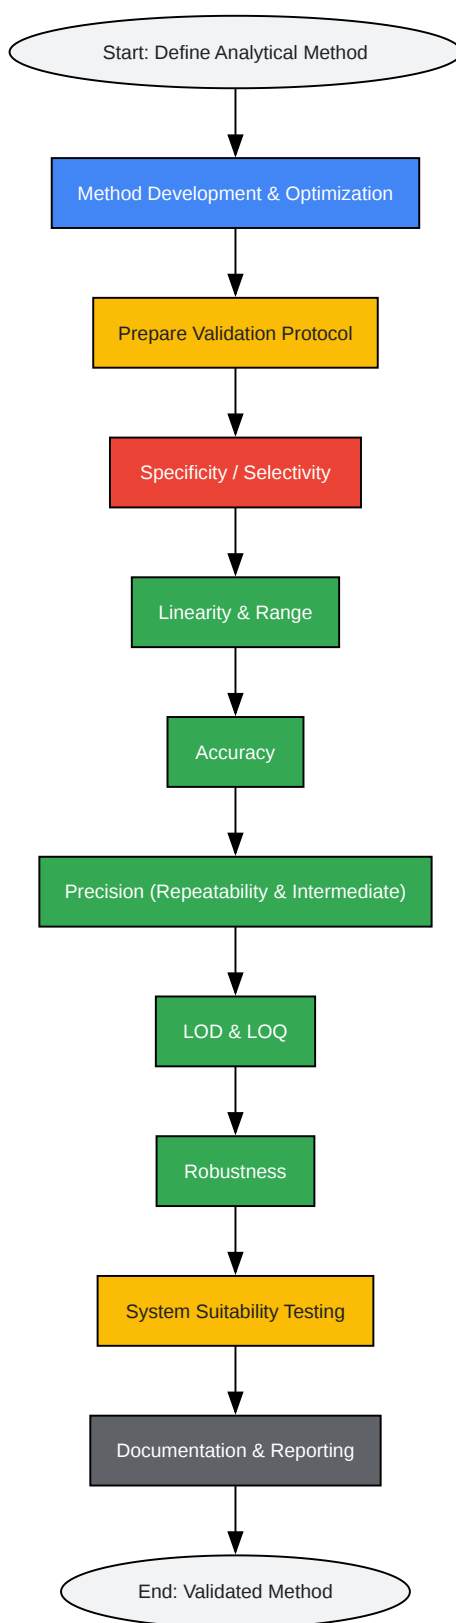 Start: Define Analytical Method
Method Development & Optimization
Prepare Validation Protocol
Specificity / Selectivity
Linearity & Range
Accuracy
Precision (Repeatability & Intermediate)
LOD & LOQ
Robustness
System Suitability Testing
Documentation & Reporting
End: Validated Method